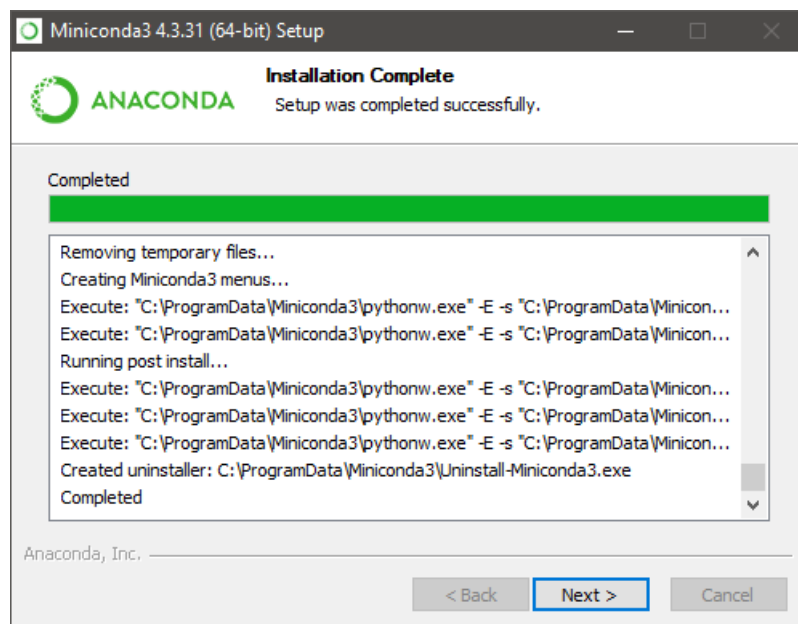 Miniconda3 4.3.31 (64-bit) Setup
ANACONDA
Installation Complete
Setup was completed successfully.
Completed
Removing temporary files...
Creating Miniconda3 menus...
Execute: "C:\ProgramData\Miniconda3\pythonw.exe" -E -s "C:\ProgramData\Minicon...
Execute: "C:\ProgramData\Miniconda3\pythonw.exe" -E -s "C:\ProgramData\Minicon...
Running post install...
Execute: "C:\ProgramData\Miniconda3\pythonw.exe" -E -s "C:\ProgramData\Minicon...
Execute: "C:\ProgramData\Miniconda3\pythonw.exe" -E -s "C:\ProgramData\Minicon...
Execute: "C:\ProgramData\Miniconda3\pythonw.exe" -E -s "C:\ProgramData\Minicon...
Created uninstaller: C:\ProgramData\Miniconda3\Uninstall-Miniconda3.exe
Completed
Anaconda, Inc.
< Back Next > Cancel